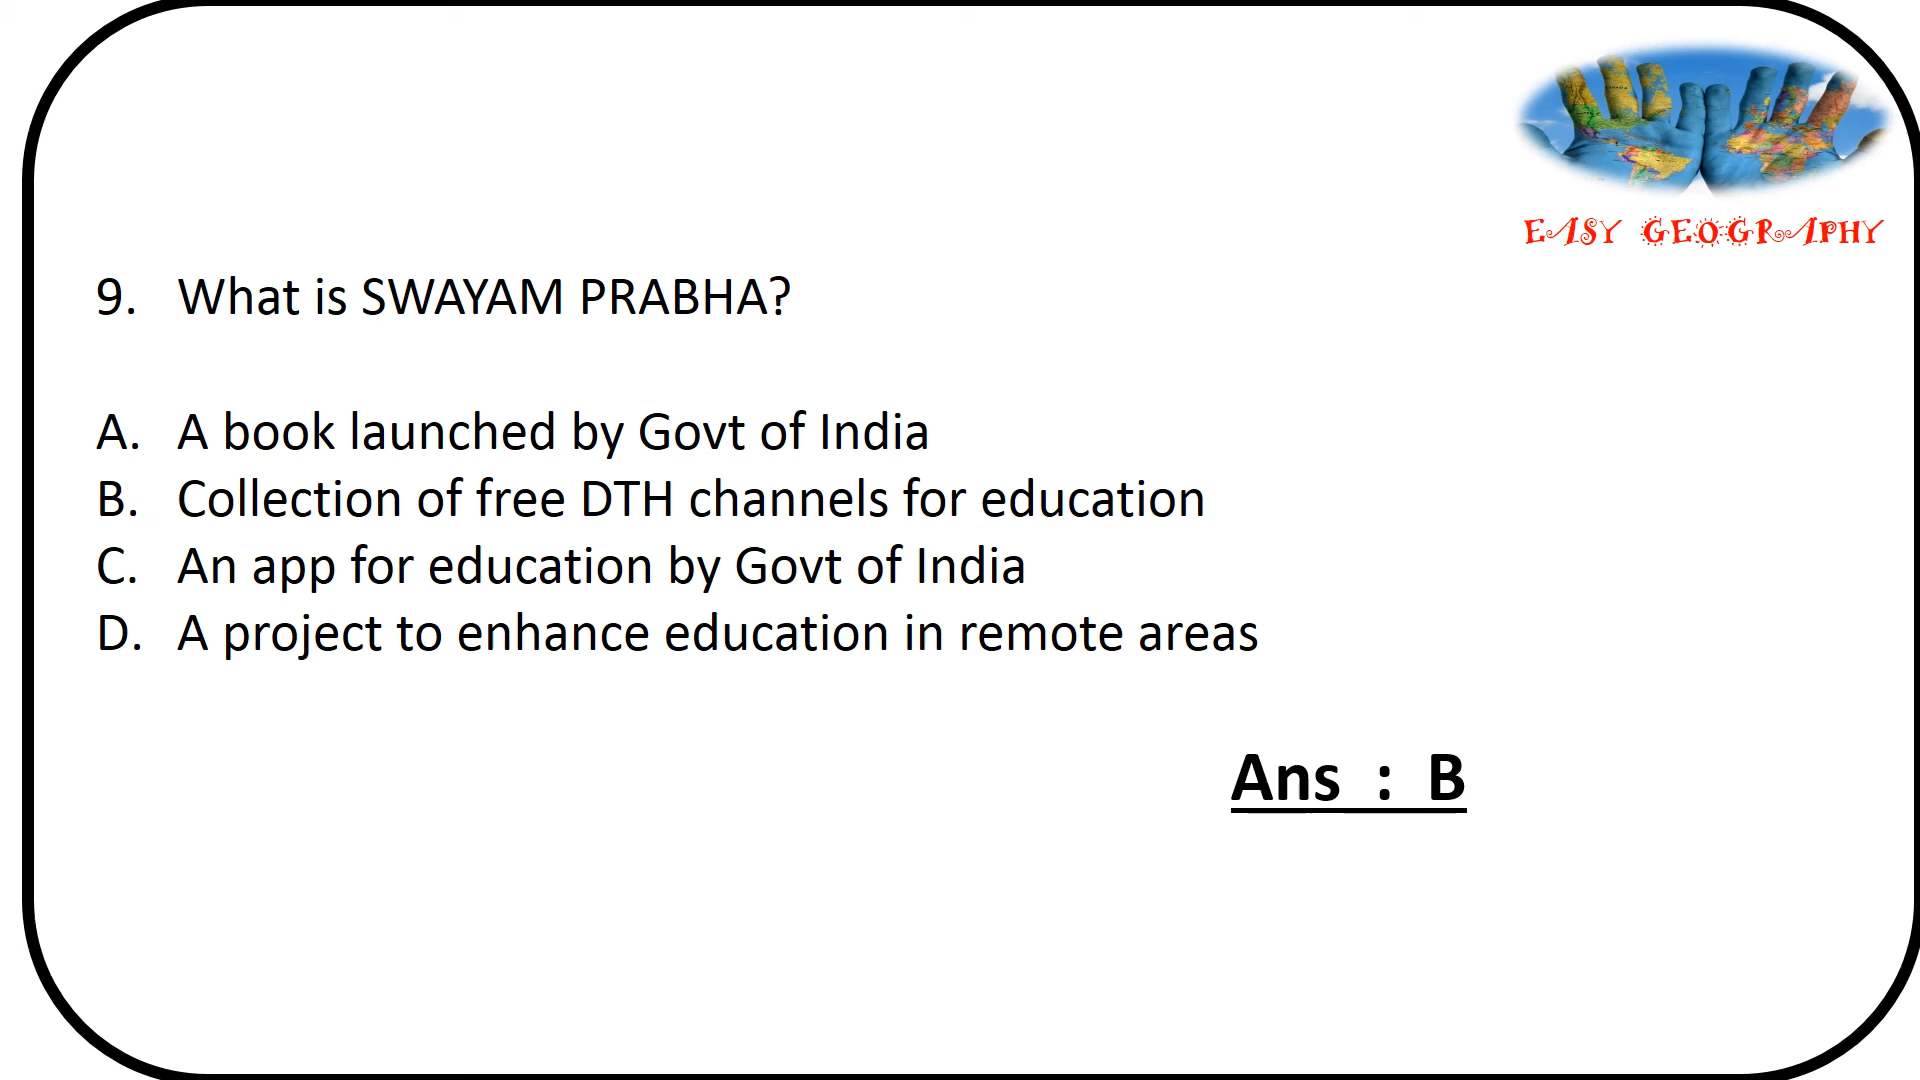 EASY GEOGRAPHY
9. What is SWAYAM PRABHA?
A. A book launched by Govt of India
B. Collection of free DTH channels for education
C. An app for education by Govt of India
D. A project to enhance education in remote areas
Ans : B